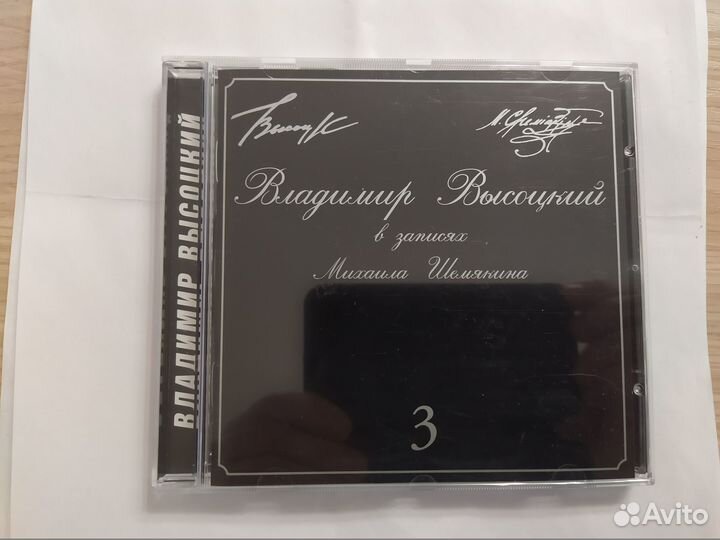 ВЛАДИМИР ВЫСОЦКИЙ
Владимир Высоцкий
в записях
Михаила Шемякина
3
Avito